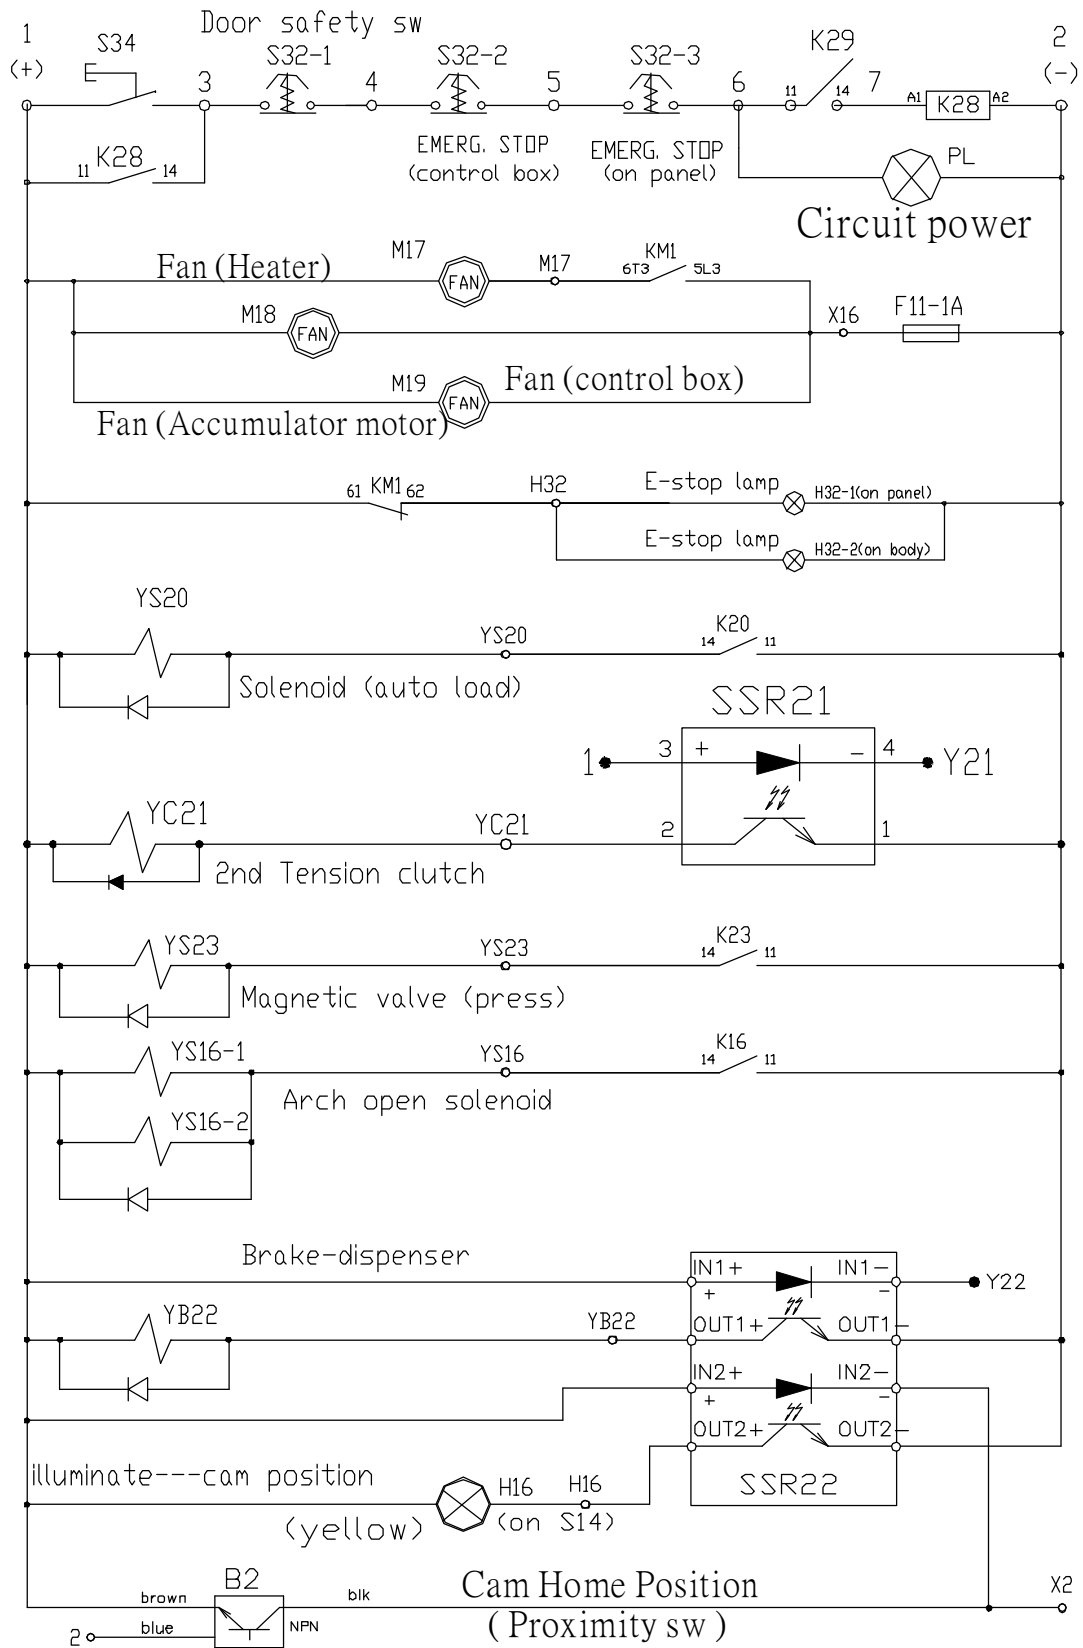 Door safety sw
1
(+)
S34
3
S32-1
4
S32-2
5
S32-3
6
K29
11
14
7
A1
K28
A2
2
(-)
EMERG. STOP
(control box)
EMERG. STOP
(on panel)
11
K28
14
PL
Circuit power
Fan (Heater)
M17
FAN
M17
6T3
KM1
5L3
M18
FAN
X16
F11-1A
M19
FAN
Fan (control box)
Fan (Accumulator motor)
61
KM1
62
H32
E-stop lamp
H32-1(on panel)
E-stop lamp
H32-2(on body)
YS20
YS20
14
K20
11
Solenoid (auto load)
SSR21
1
3
+
-
4
Y21
YC21
YC21
2
1
2nd Tension clutch
YS23
YS23
14
K23
11
Magnetic valve (press)
YS16-1
YS16
14
K16
11
Arch open solenoid
YS16-2
Brake-dispenser
IN1+
IN1-
+
-
Y22
YB22
YB22
OUT1+
OUT1-
IN2+
IN2-
+
-
OUT2+
OUT2-
SSR22
illuminate---cam position
H16
H16
(yellow)
(on S14)
B2
brown
blk
Cam Home Position
( Proximity sw )
X2
2
blue
NPN